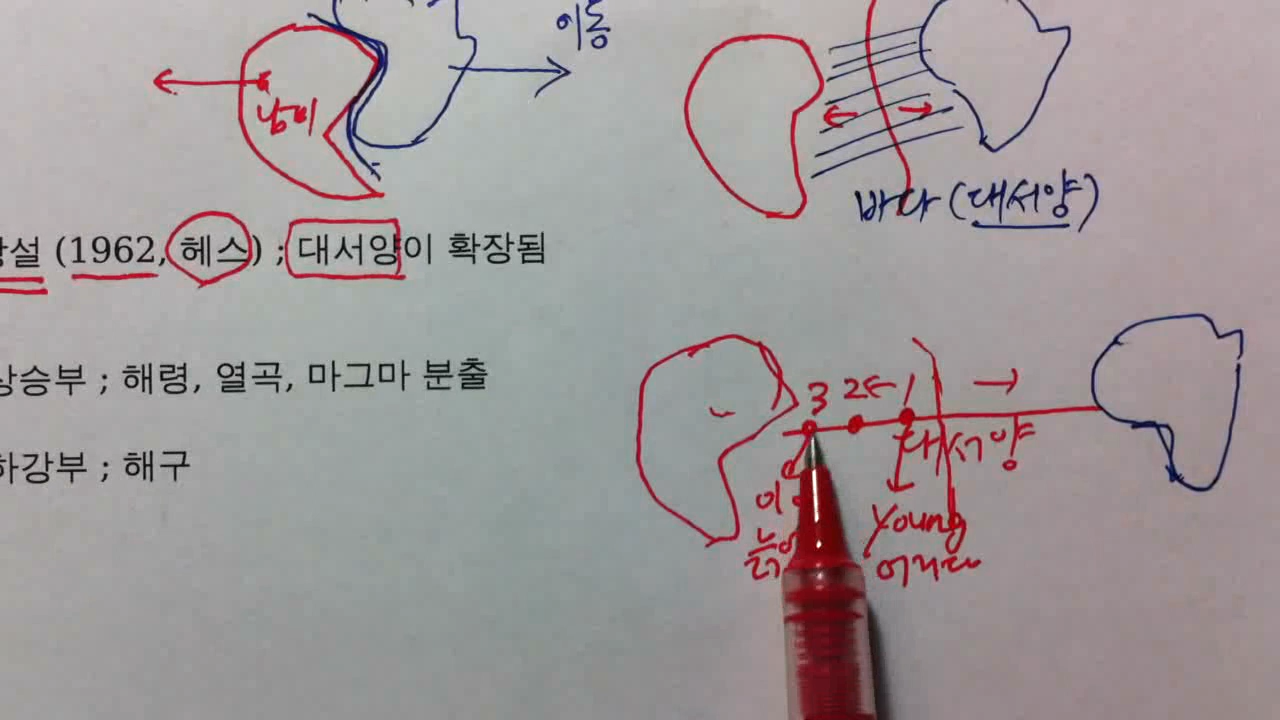 이동
남미
바다 (대서양)
장설 (1962, 헤스) ; 대서양이 확장됨
상승부 ; 해령, 열곡, 마그마 분출
3 2 1
대서양
하강부 ; 해구
Young
어리다